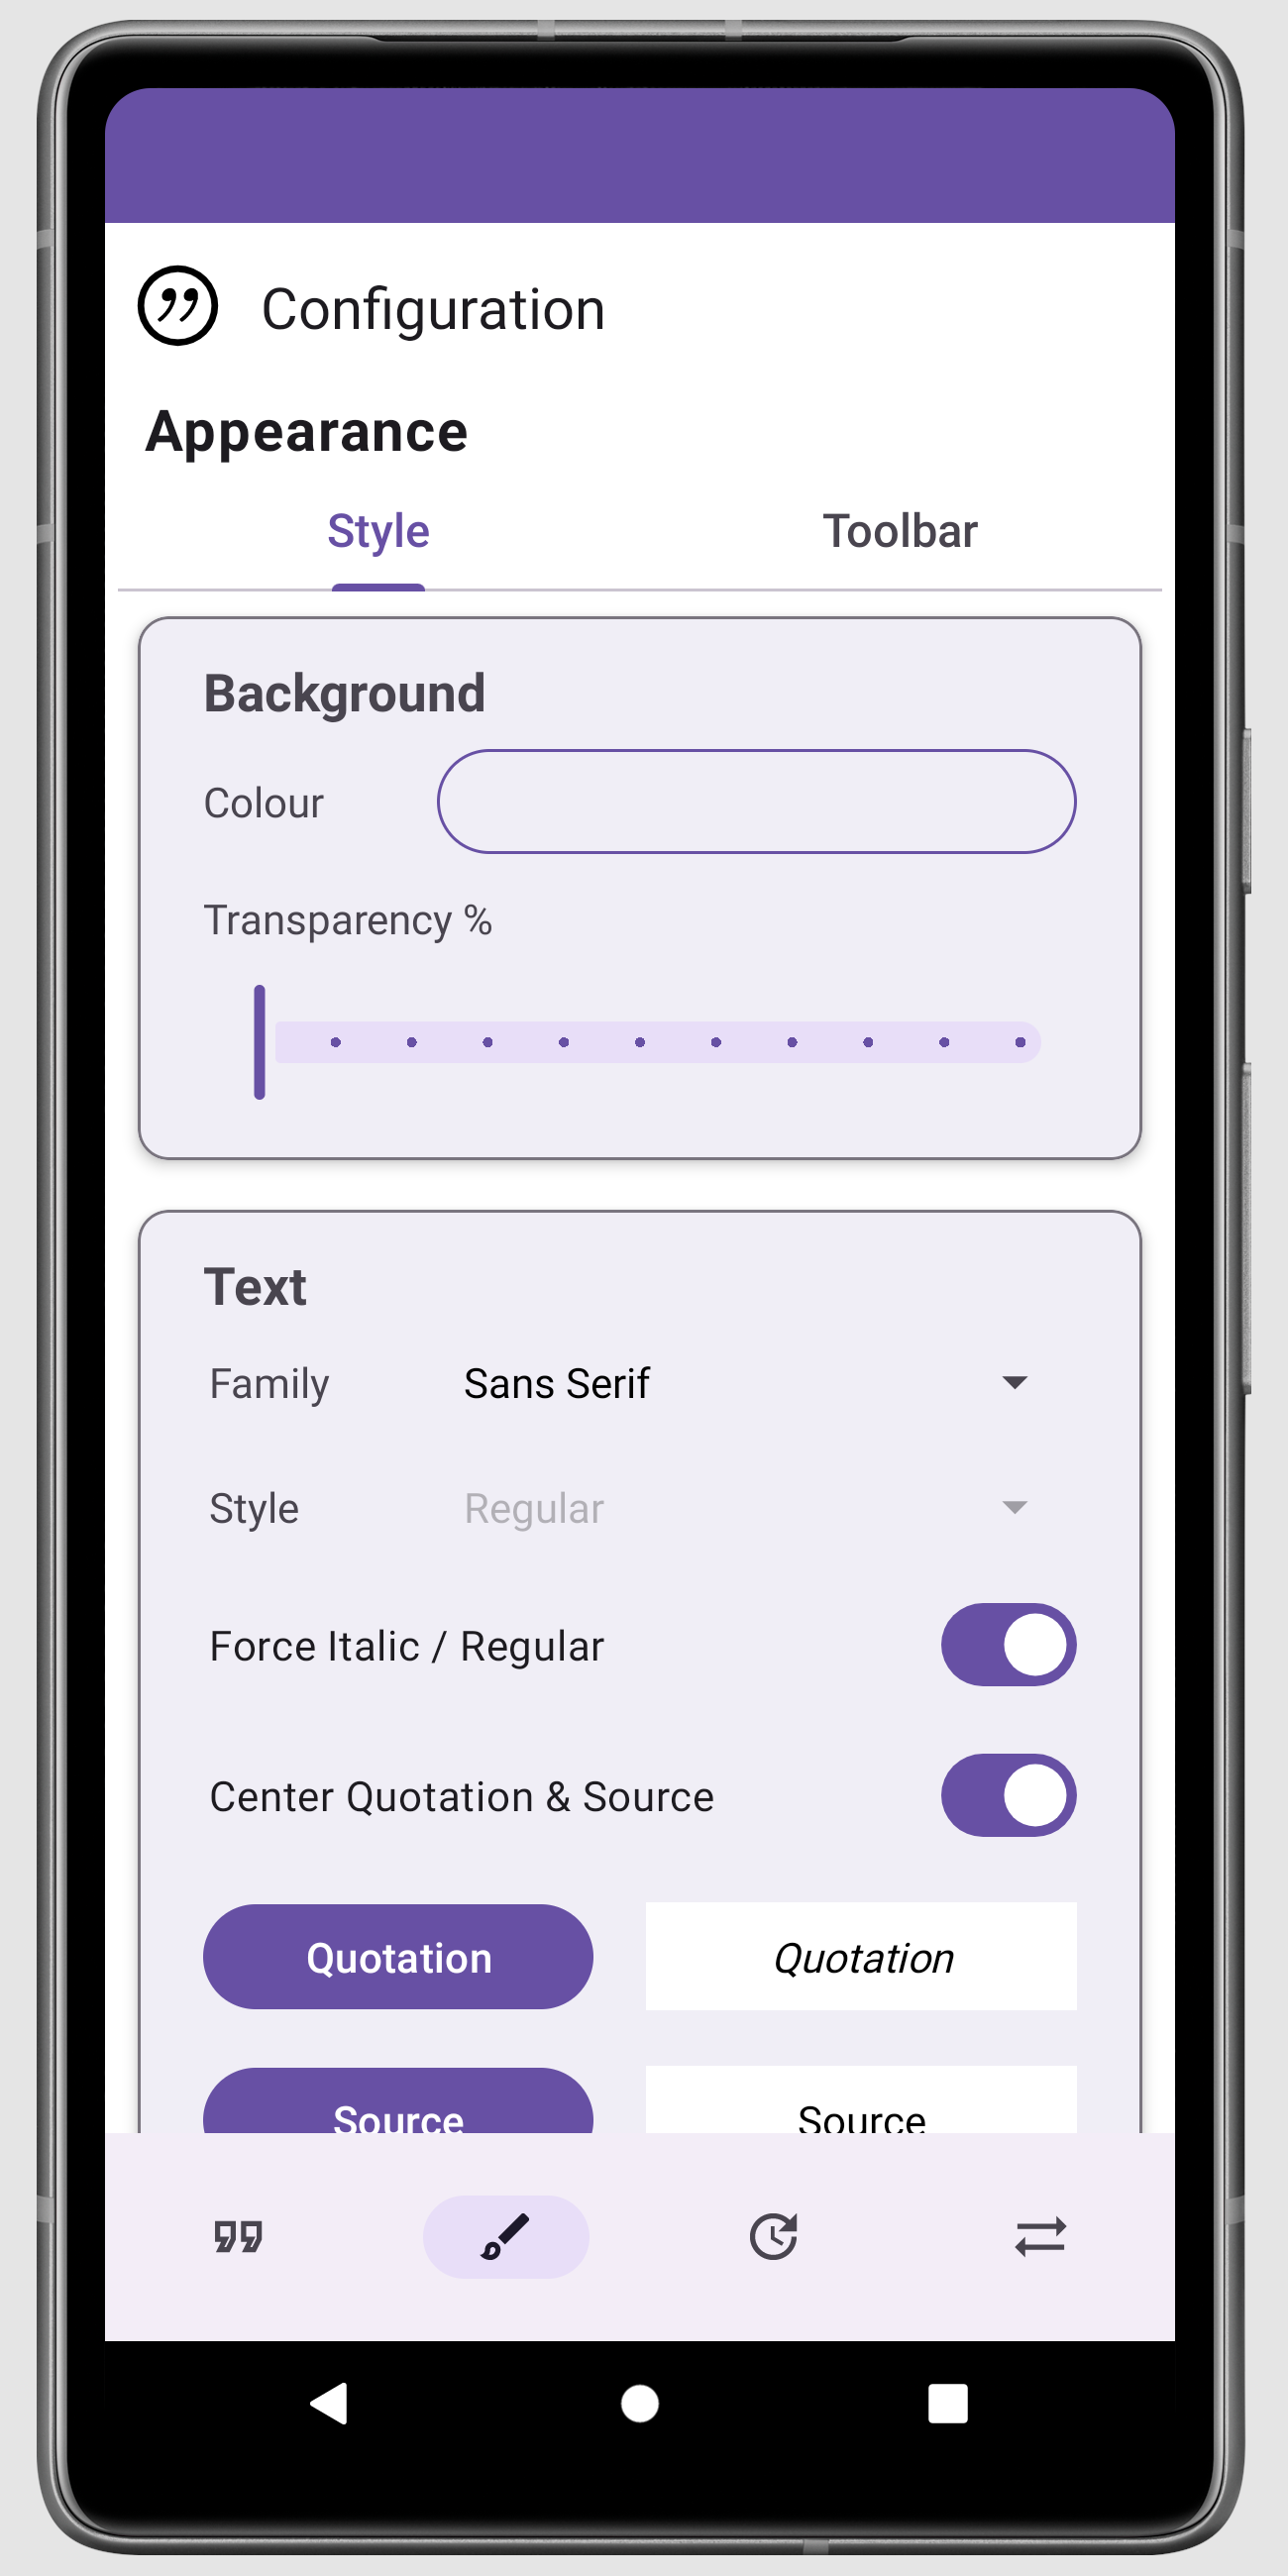 Configuration
Appearance
Style Toolbar
Background
Colour
Transparency %
Text
Family Sans Serif
Style Regular
Force Italic / Regular
Center Quotation & Source
Quotation Quotation
Source Source